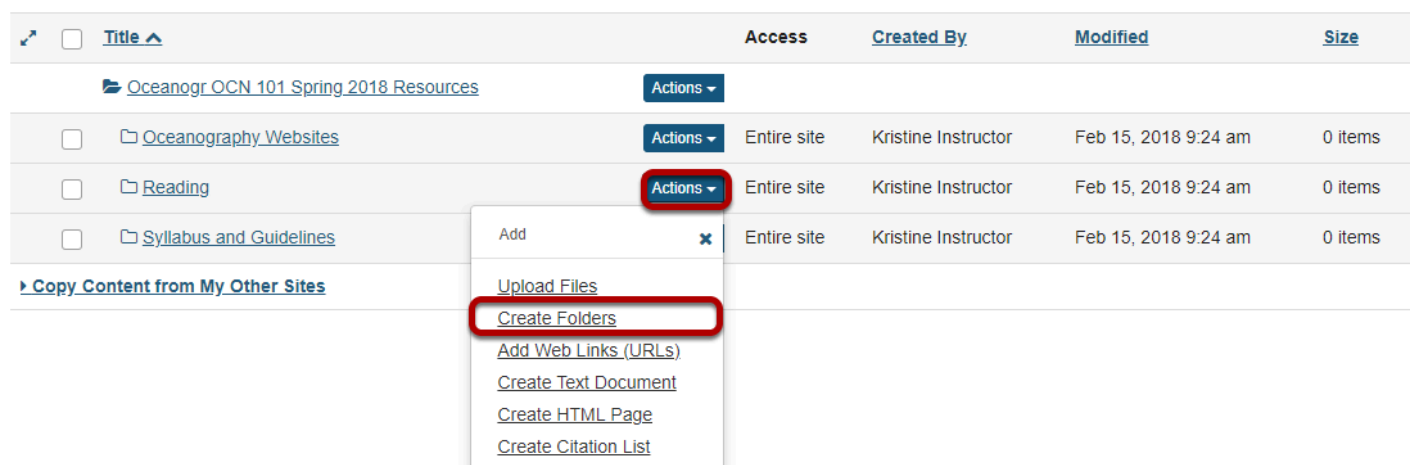 Title Access Created By Modified Size
Oceanogr OCN 101 Spring 2018 Resources Actions
Oceanography Websites Actions Entire site Kristine Instructor Feb 15, 2018 9:24 am 0 items
Reading Actions Entire site Kristine Instructor Feb 15, 2018 9:24 am 0 items
Syllabus and Guidelines Entire site Kristine Instructor Feb 15, 2018 9:24 am 0 items
Copy Content from My Other Sites
Add
Upload Files
Create Folders
Add Web Links (URLs)
Create Text Document
Create HTML Page
Create Citation List